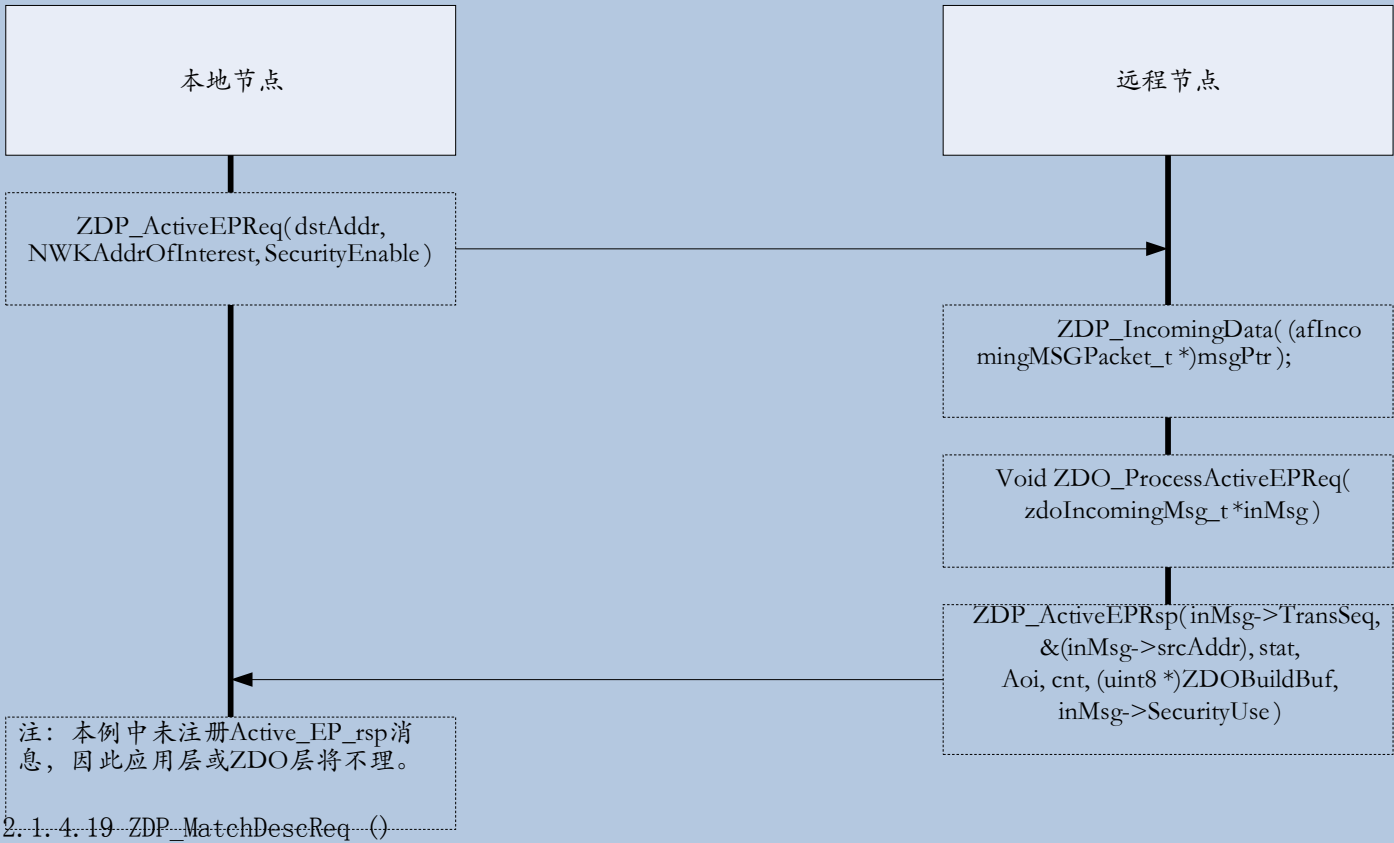 本地节点
远程节点
ZDP_ActiveEPReq(dstAddr,
NWKAddrOfInterest,SecurityEnable)
ZDP_IncomingData( (afInco
mingMSGPacket_t *)msgPtr );
Void ZDO_ProcessActiveEPReq(
zdoIncomingMsg_t *inMsg )
ZDP_ActiveEPRsp( inMsg->TransSeq,
&(inMsg->srcAddr), stat,
Aoi, cnt, (uint8 *)ZDOBuildBuf,
inMsg->SecurityUse )
注：本例中未注册Active_EP_rsp消
息，因此应用层或ZDO层将不理。
2.1.4.19 ZDP_MatchDescReq ()